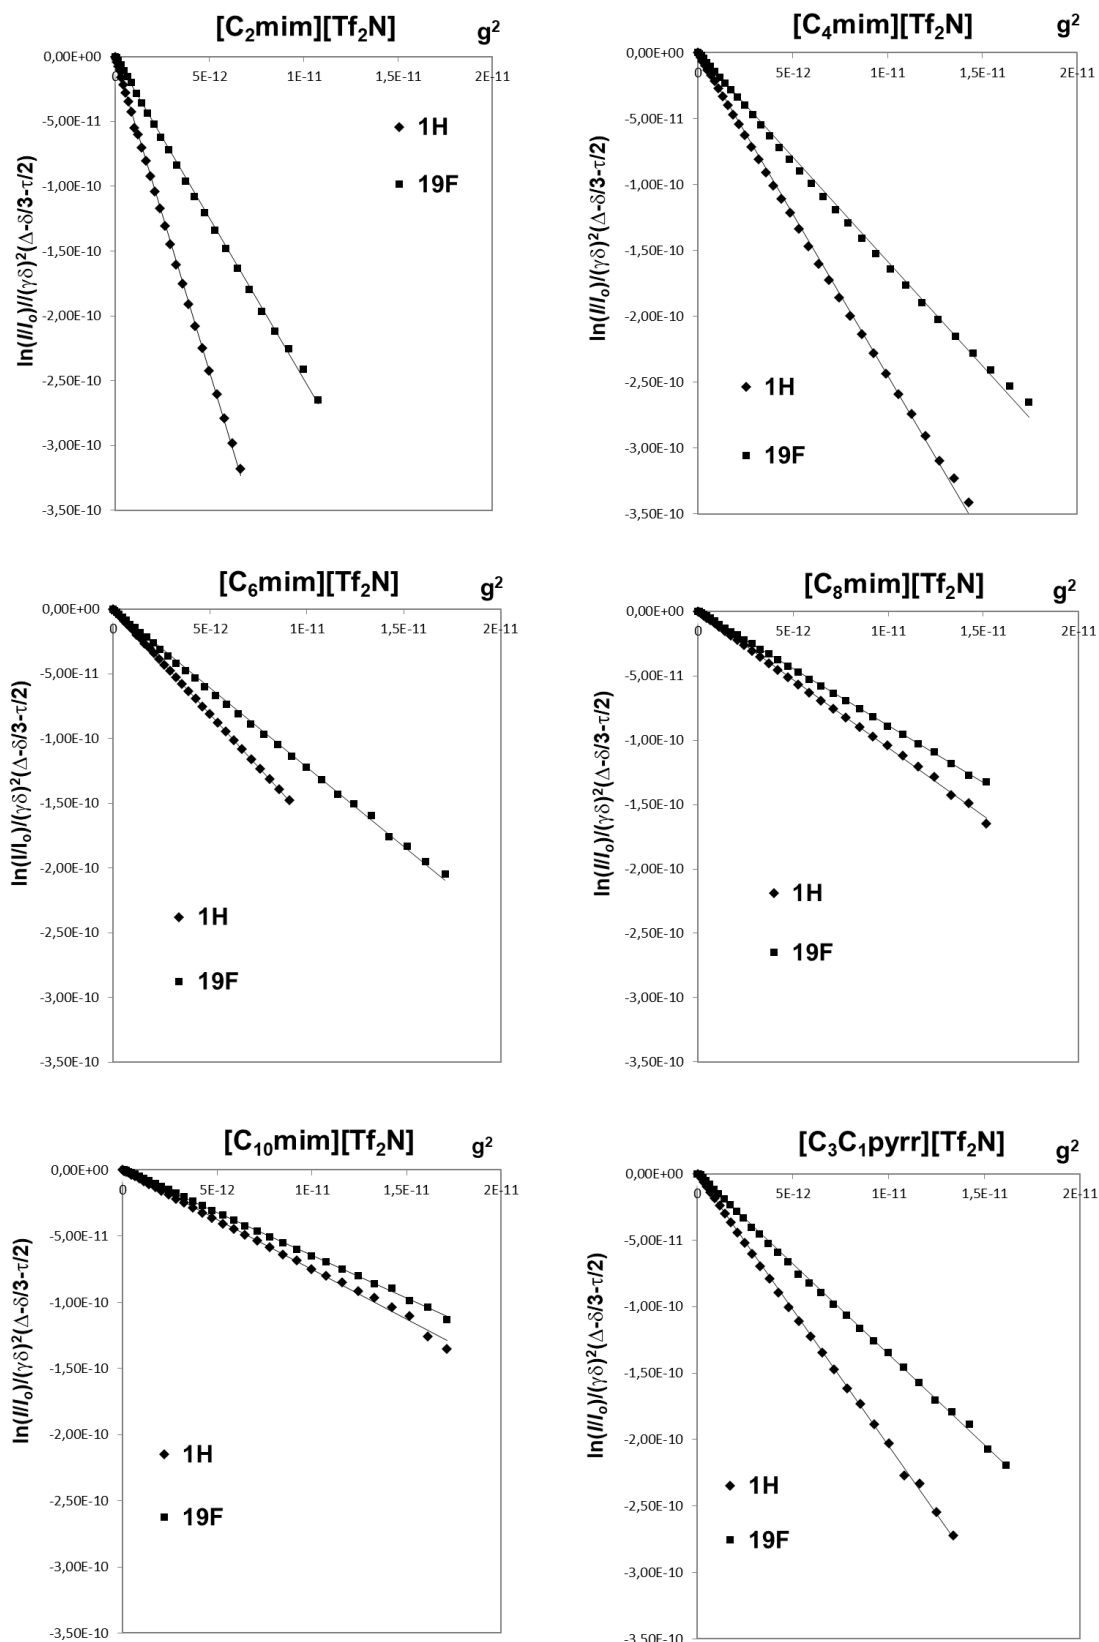 [C₂mim][Tf₂N] g²
0,00E+00
0 5E-12 1E-11 1,5E-11 2E-11
-5,00E-11
-1,00E-10
-1,50E-10
-2,00E-10
-2,50E-10
-3,00E-10
-3,50E-10
ln(I/Iₒ)/(γδ)²(Δ-δ/3-τ/2)
1H
19F
[C₄mim][Tf₂N] g²
0,00E+00
0 5E-12 1E-11 1,5E-11 2E-11
-5,00E-11
-1,00E-10
-1,50E-10
-2,00E-10
-2,50E-10
-3,00E-10
-3,50E-10
ln(I/Iₒ)/(γδ)²(Δ-δ/3-τ/2)
1H
19F
[C₆mim][Tf₂N] g²
0,00E+00
0 5E-12 1E-11 1,5E-11 2E-11
-5,00E-11
-1,00E-10
-1,50E-10
-2,00E-10
-2,50E-10
-3,00E-10
-3,50E-10
ln(I/Iₒ)/(γδ)²(Δ-δ/3-τ/2)
1H
19F
[C₈mim][Tf₂N] g²
0,00E+00
0 5E-12 1E-11 1,5E-11 2E-11
-5,00E-11
-1,00E-10
-1,50E-10
-2,00E-10
-2,50E-10
-3,00E-10
-3,50E-10
ln(I/Iₒ)/(γδ)²(Δ-δ/3-τ/2)
1H
19F
[C₁₀mim][Tf₂N] g²
0,00E+00
0 5E-12 1E-11 1,5E-11 2E-11
-5,00E-11
-1,00E-10
-1,50E-10
-2,00E-10
-2,50E-10
-3,00E-10
-3,50E-10
ln(I/Iₒ)/(γδ)²(Δ-δ/3-τ/2)
1H
19F
[C₃C₁pyrr][Tf₂N] g²
0,00E+00
0 5E-12 1E-11 1,5E-11 2E-11
-5,00E-11
-1,00E-10
-1,50E-10
-2,00E-10
-2,50E-10
-3,00E-10
-3,50E-10
ln(I/Iₒ)/(γδ)²(Δ-δ/3-τ/2)
1H
19F